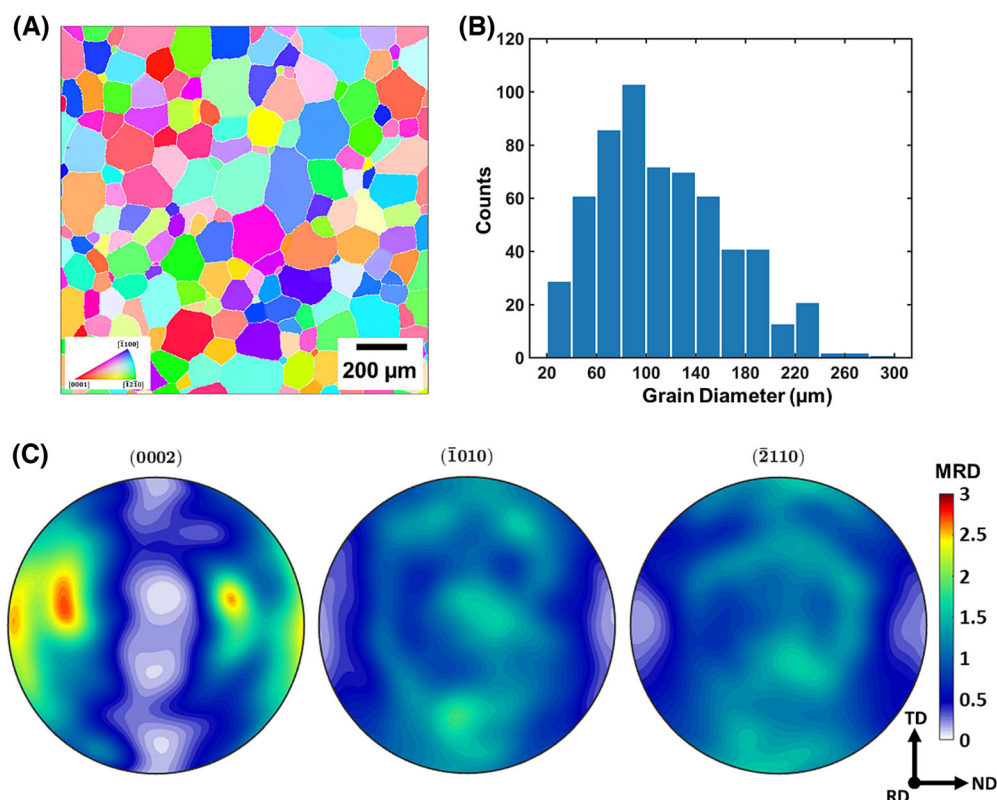 (A)
[1̄100]
[0001]
[1̄21̄0]
200 µm
(B)
120
100
80
60
40
20
0
Counts
20 60 100 140 180 220 260 300
Grain Diameter (µm)
(C)
(0002)
(1̄010)
(2̄110)
MRD
3
2.5
2
1.5
1
0.5
0
TD
ND
RD